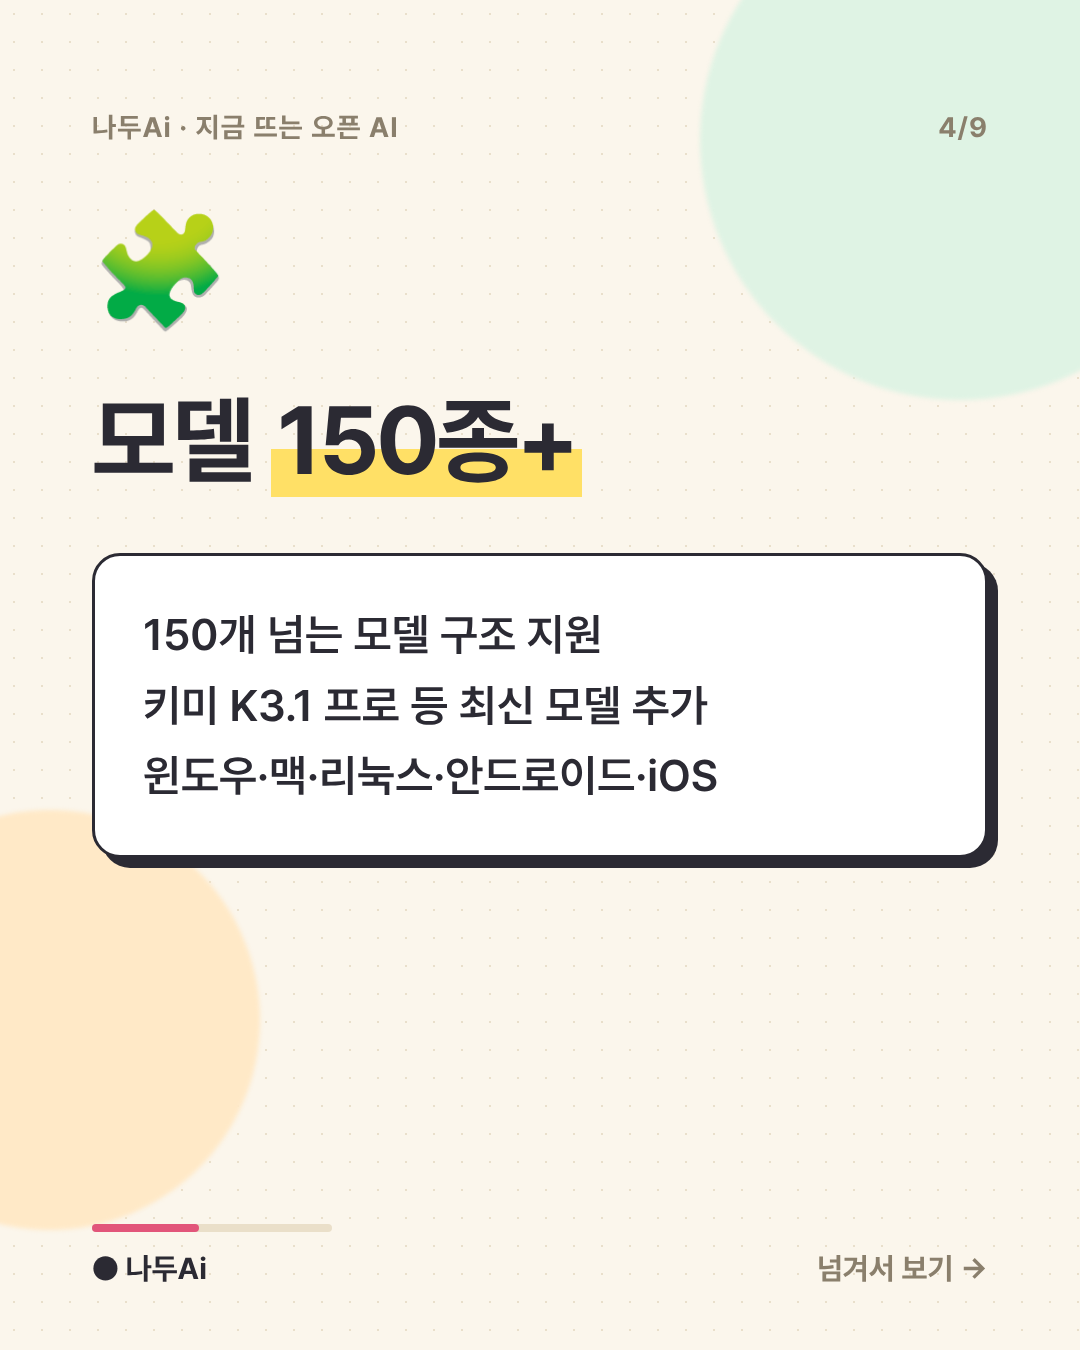 나두Ai · 지금 뜨는 오픈 AI
4/9
모델 150종+
150개 넘는 모델 구조 지원
키미 K3.1 프로 등 최신 모델 추가
윈도우·맥·리눅스·안드로이드·iOS
나두Ai
넘겨서 보기 →